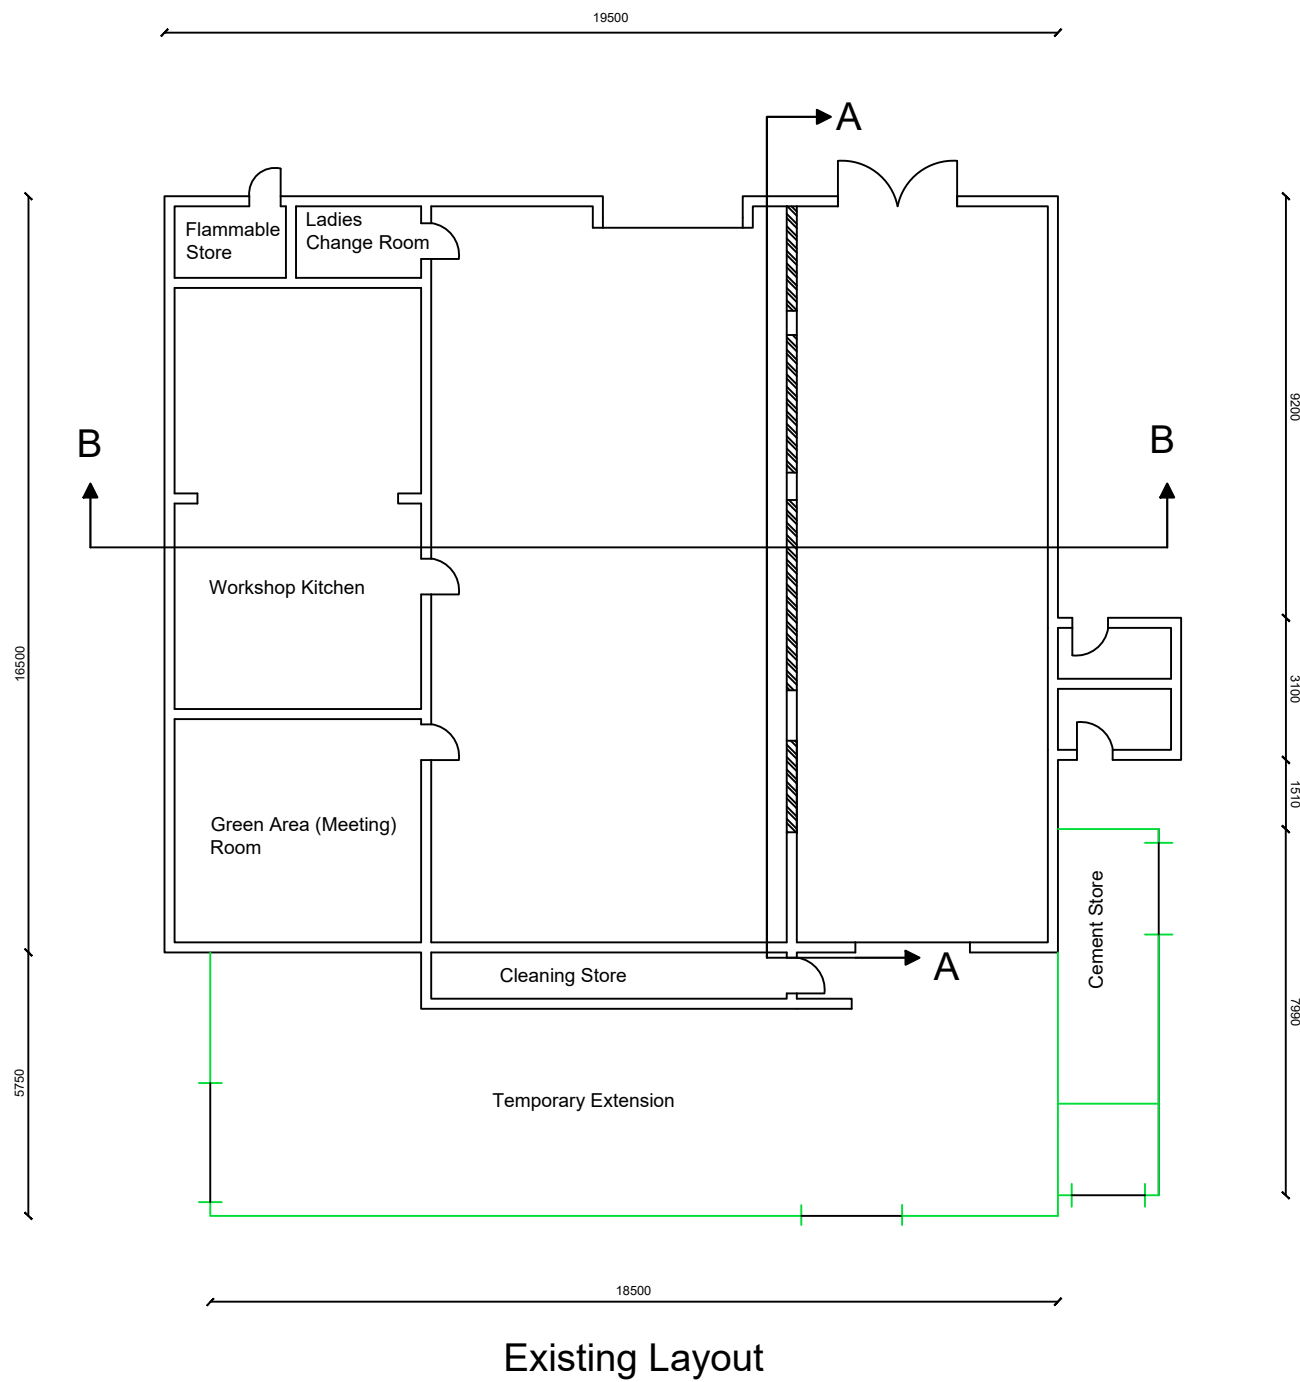 19500
A
Flammable
Store
Ladies
Change Room
9200
B
B
Workshop Kitchen
16500
3100
1510
Green Area (Meeting)
Room
Cement Store
A
Cleaning Store
7990
5750
Temporary Extension
18500
Existing Layout